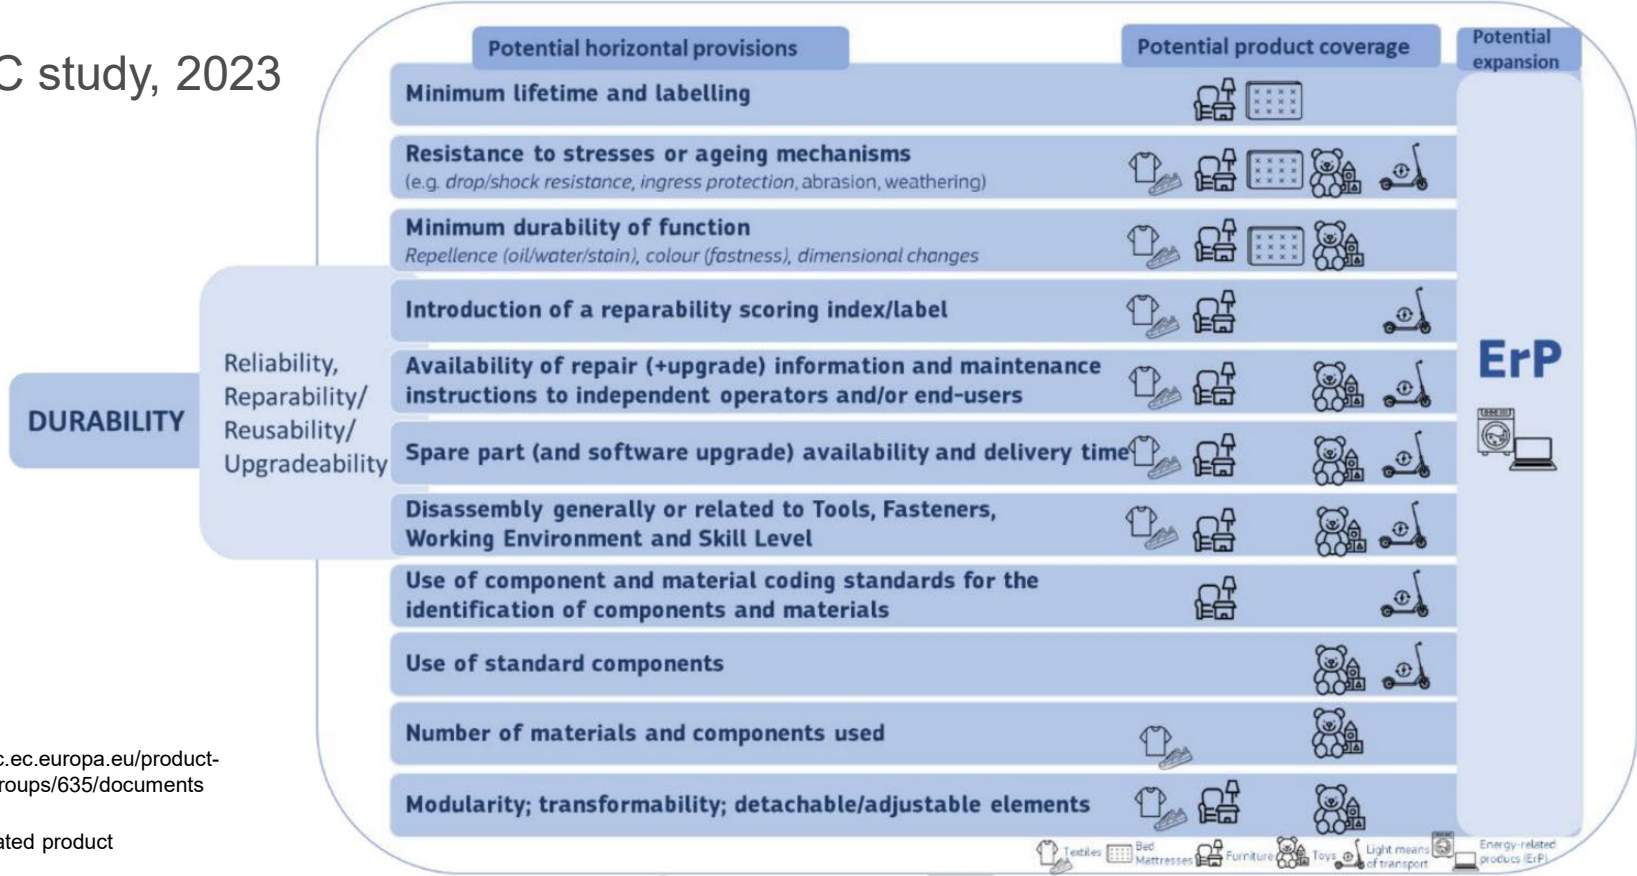 C study, 2023
Potential horizontal provisions
Potential product coverage
Potential
expansion
Minimum lifetime and labelling
Resistance to stresses or ageing mechanisms
(e.g. drop/shock resistance, ingress protection, abrasion, weathering)
Minimum durability of function
Repellence (oil/water/stain), colour (fastness), dimensional changes
Introduction of a reparability scoring index/label
Availability of repair (+upgrade) information and maintenance
instructions to independent operators and/or end-users
Spare part (and software upgrade) availability and delivery time
Disassembly generally or related to Tools, Fasteners,
Working Environment and Skill Level
Use of component and material coding standards for the
identification of components and materials
Use of standard components
Number of materials and components used
Modularity; transformability; detachable/adjustable elements
DURABILITY
Reliability,
Reparability/
Reusability/
Upgradeability
ErP
c.ec.europa.eu/product-
roups/635/documents
ated product
Textiles
Bed
Mattresses
Furniture
Toys
Light means
of transport
Energy-related
producs (ErP)